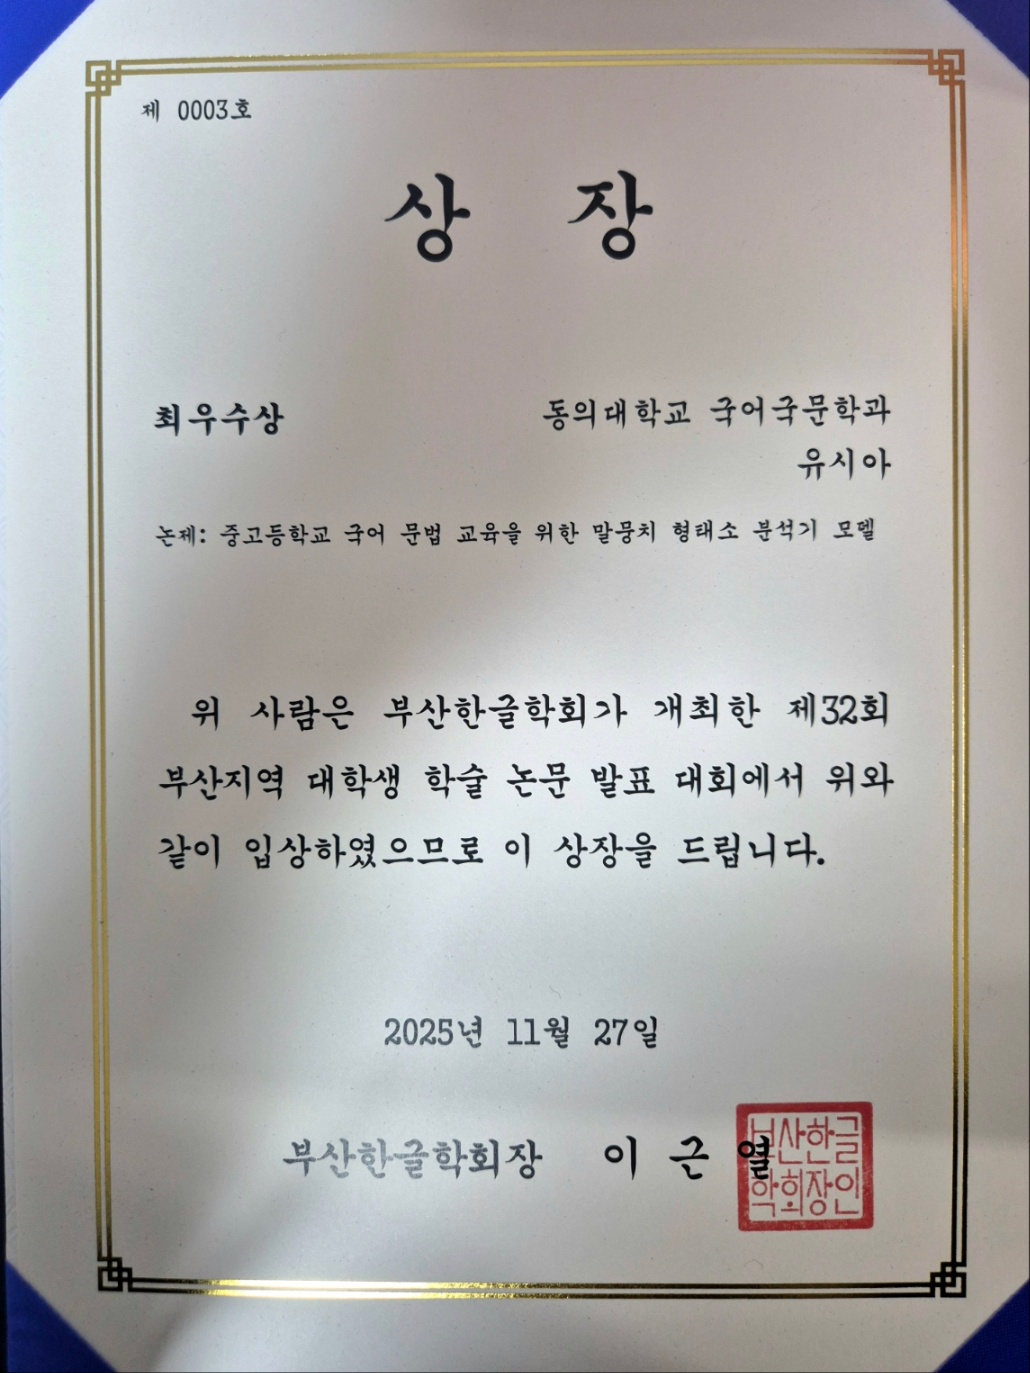 제 0003호
상 장
최우수상
동의대학교 국어국문학과
유시아
논제: 중고등학교 국어 문법 교육을 위한 말뭉치 형태소 분석기 모델
위 사람은 부산한글학회가 개최한 제32회
부산지역 대학생 학술 논문 발표 대회에서 위와
같이 입상하였으므로 이 상장을 드립니다.
2025년 11월 27일
부산한글학회장 이 근 열
부산한글
학회장인